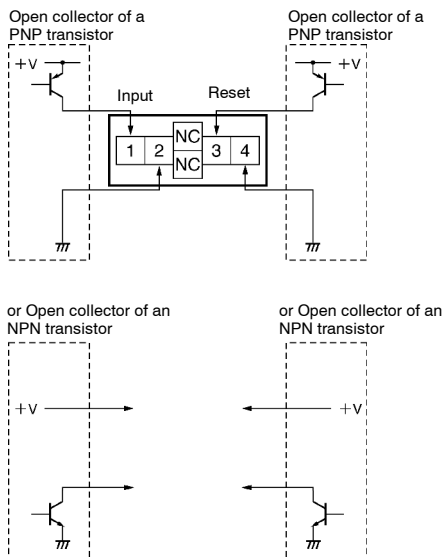 Open collector of a
PNP transistor
Open collector of a
PNP transistor
+V
+V
Input
Reset
1 2 NC NC 3 4
or Open collector of an
NPN transistor
or Open collector of an
NPN transistor
+V
+V